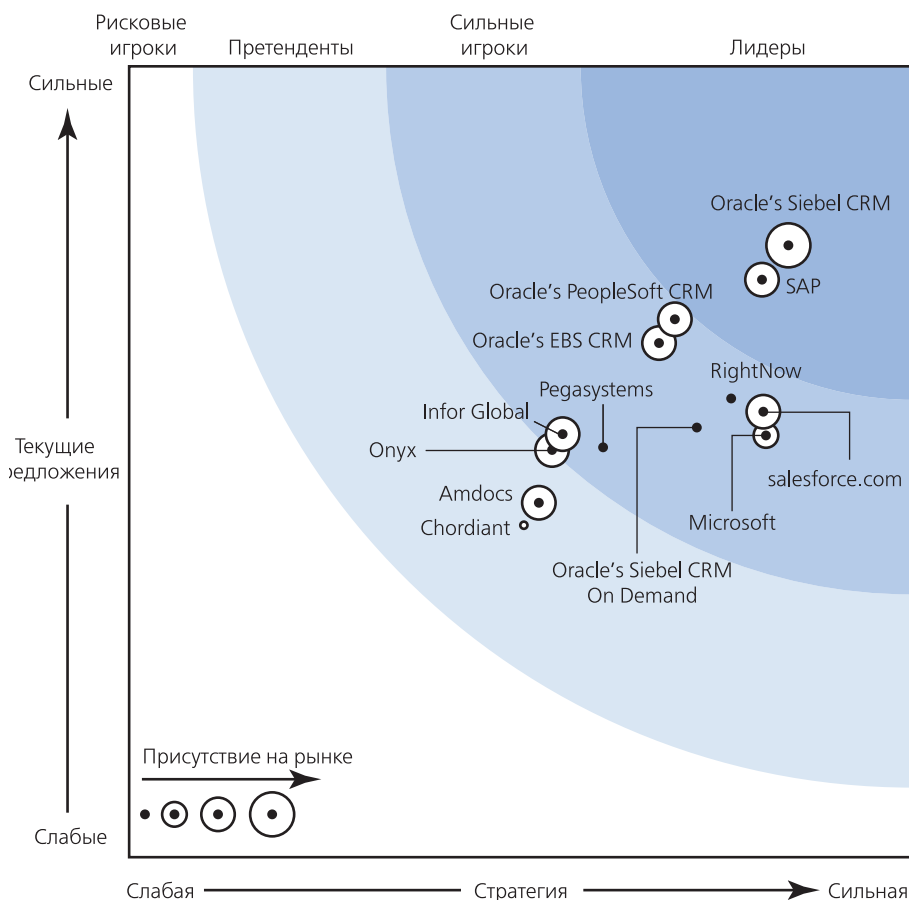 Рисковые
игроки
Претенденты
Сильные
игроки
Лидеры
Сильные
Oracle's Siebel CRM
SAP
Oracle's PeopleSoft CRM
Oracle's EBS CRM
RightNow
Pegasystems
Infor Global
Onyx
Текущие
редложения
salesforce.com
Amdocs
Microsoft
Chordiant
Oracle's Siebel CRM
On Demand
Присутствие на рынке
Слабые
Слабая
Стратегия
Сильная